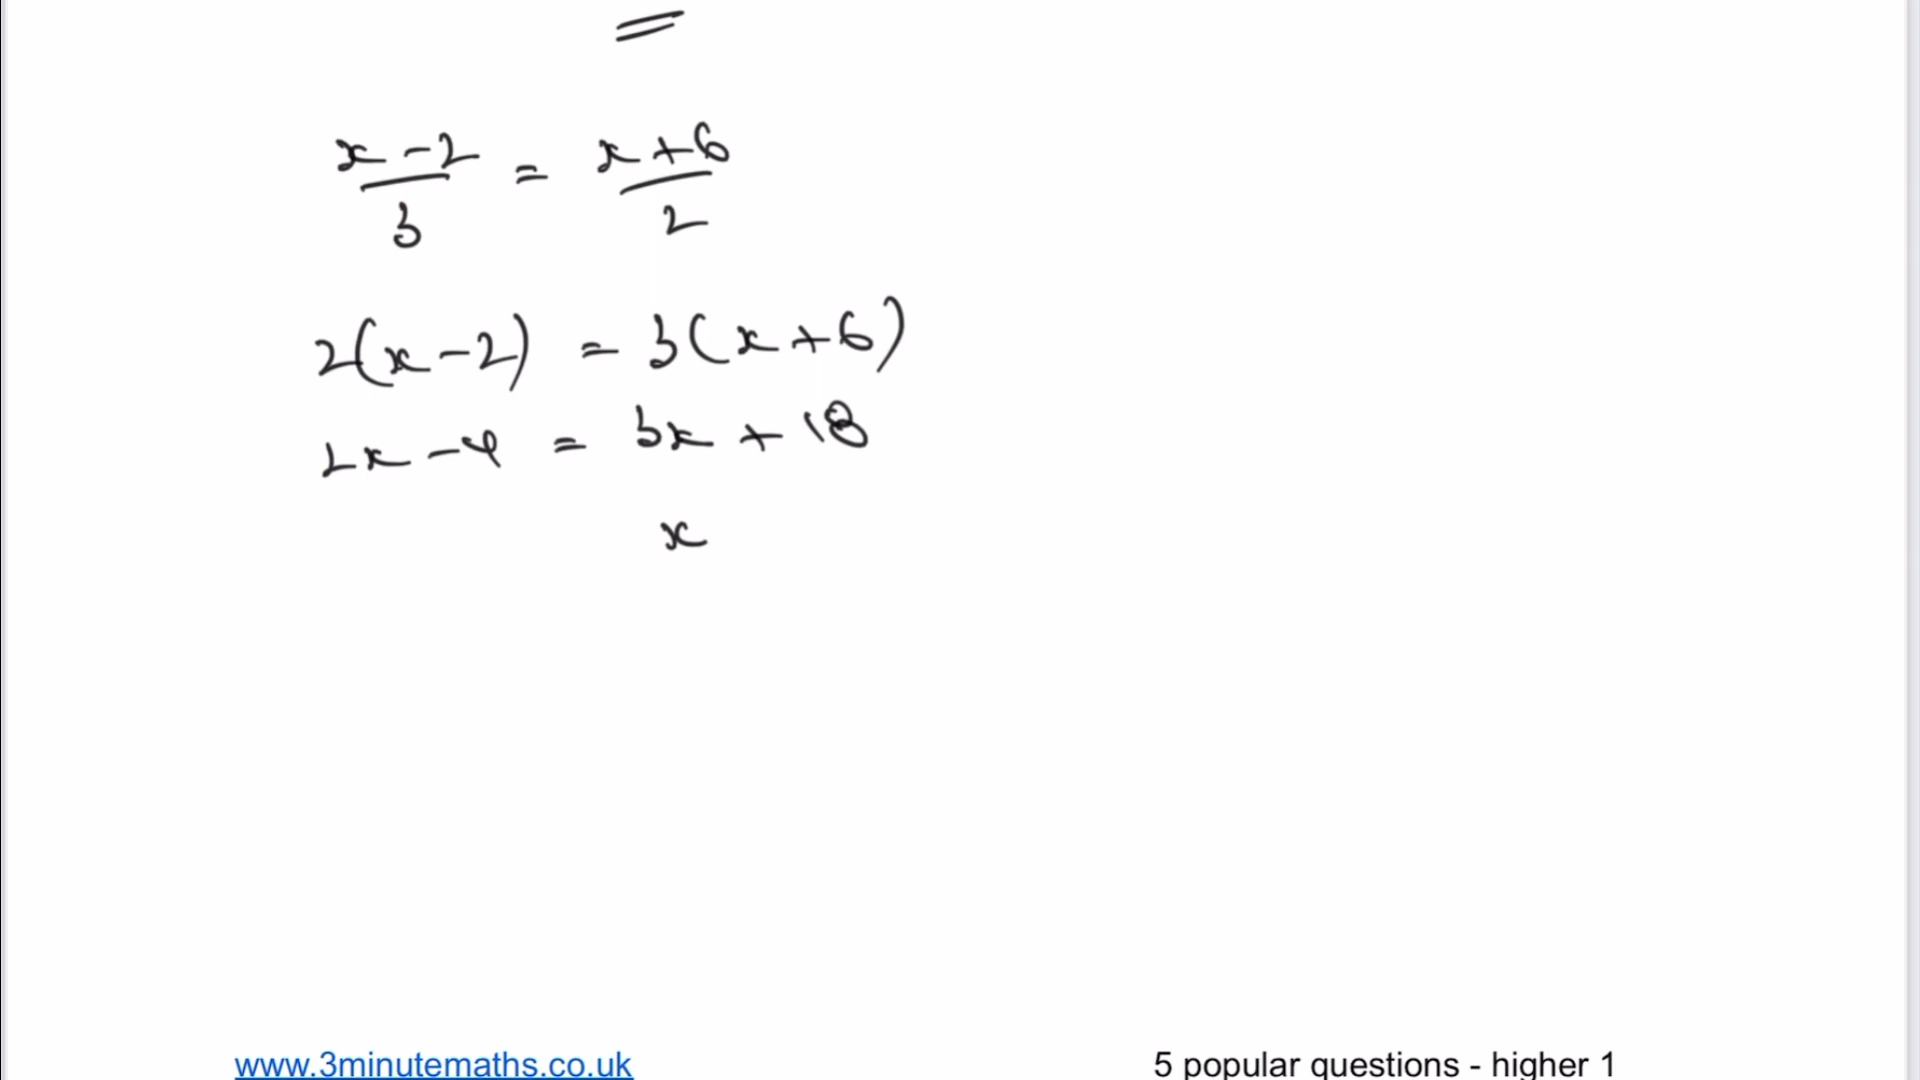 x - 2 = x + 6
3 2
2(x - 2) = 3(x + 6)
2x - 4 = 3x + 18
x
www.3minutemaths.co.uk 5 popular questions - higher 1